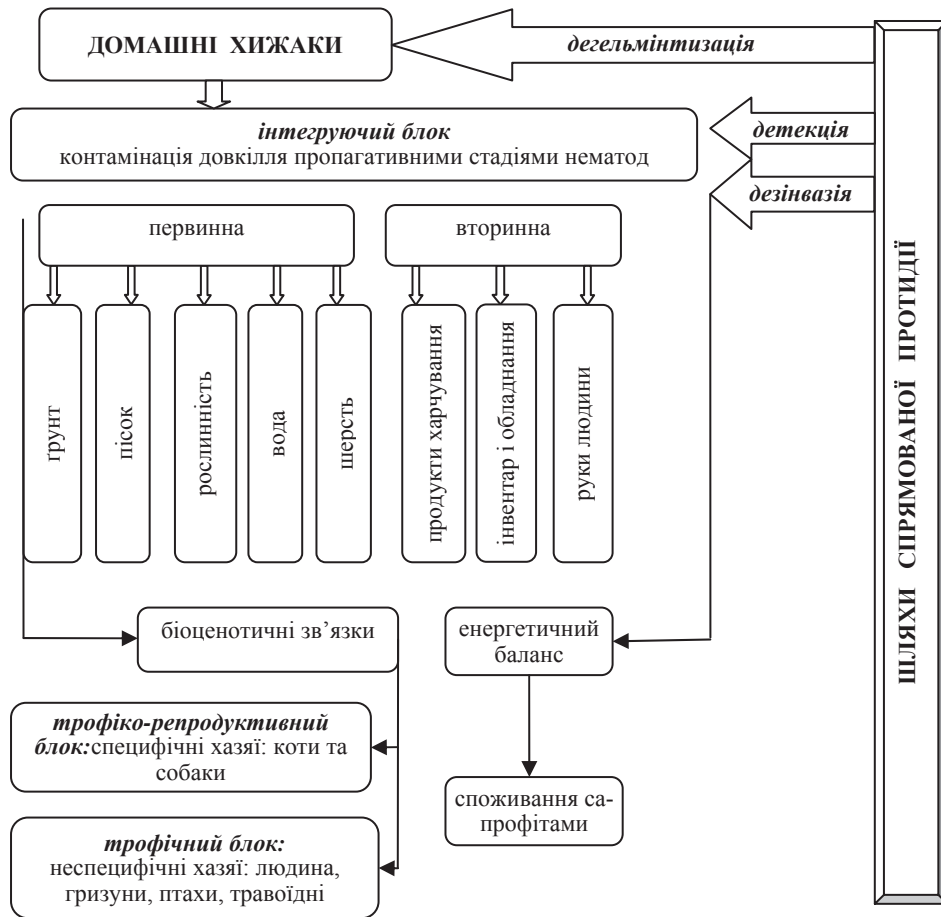 ДОМАШНІ ХИЖАКИ
дегельмінтизація
інтегруючий блок
контамінація довкілля пропагативними стадіями нематод
детекція
дезінвазія
первинна
вторинна
ґрунт
пісок
рослинність
вода
шерсть
продукти харчування
інвентар і обладнання
руки людини
біоценотичні зв’язки
енергетичний
баланс
трофіко-репродуктивний
блок:специфічні хазяї: коти та
собаки
споживання са-
профітами
трофічний блок:
неспецифічні хазяї: людина,
гризуни, птахи, травоїдні
ШЛЯХИ СПРЯМОВАНОЇ ПРОТИДІЇ